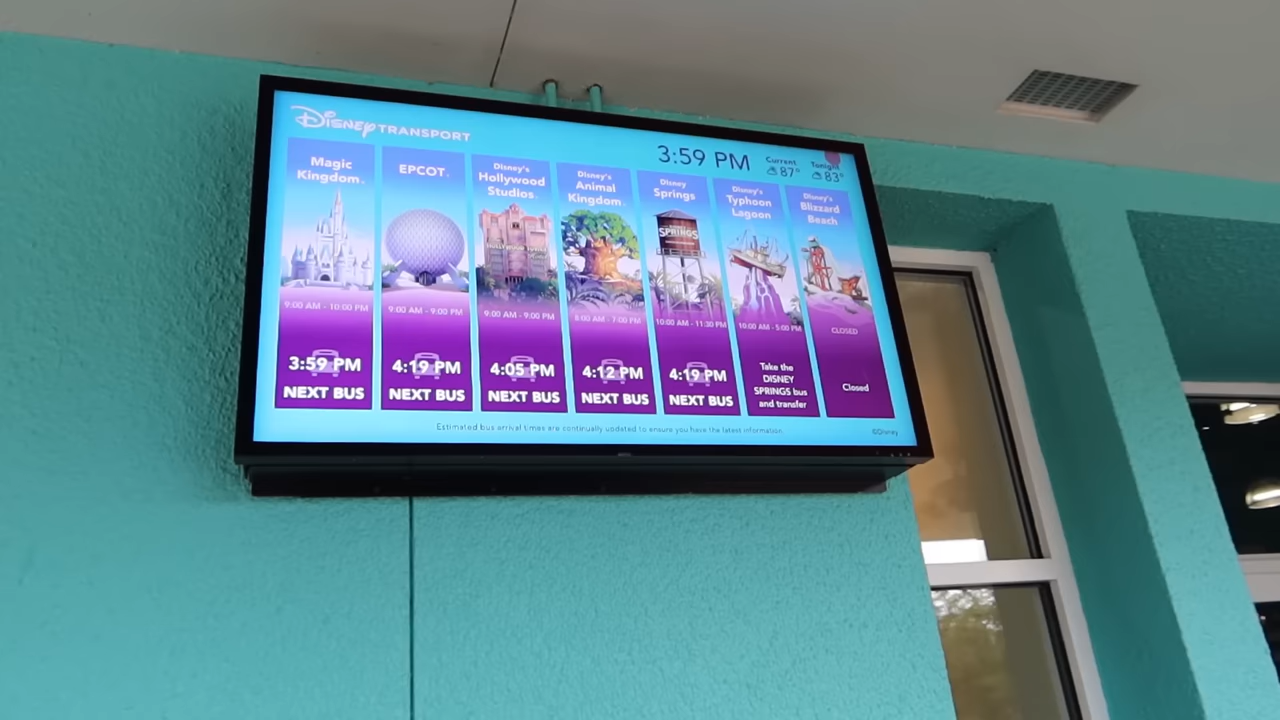 Disney TRANSPORT
3:59 PM
Current
87°
Tonight
83°
Magic
Kingdom
9:00 AM - 10:00 PM
3:59 PM
NEXT BUS
EPCOT
9:00 AM - 9:00 PM
4:19 PM
NEXT BUS
Disney's
Hollywood
Studios
9:00 AM - 9:00 PM
4:05 PM
NEXT BUS
Disney's
Animal
Kingdom
8:00 AM - 7:00 PM
4:12 PM
NEXT BUS
Disney
Springs
SPRINGS
10:00 AM - 11:30 PM
4:19 PM
NEXT BUS
Disney's
Typhoon
Lagoon
10:00 AM - 5:00 PM
Take the
DISNEY
SPRINGS bus
and transfer
Disney's
Blizzard
Beach
CLOSED
Closed
Estimated bus arrival times are continually updated to ensure you have the latest information.
©Disney